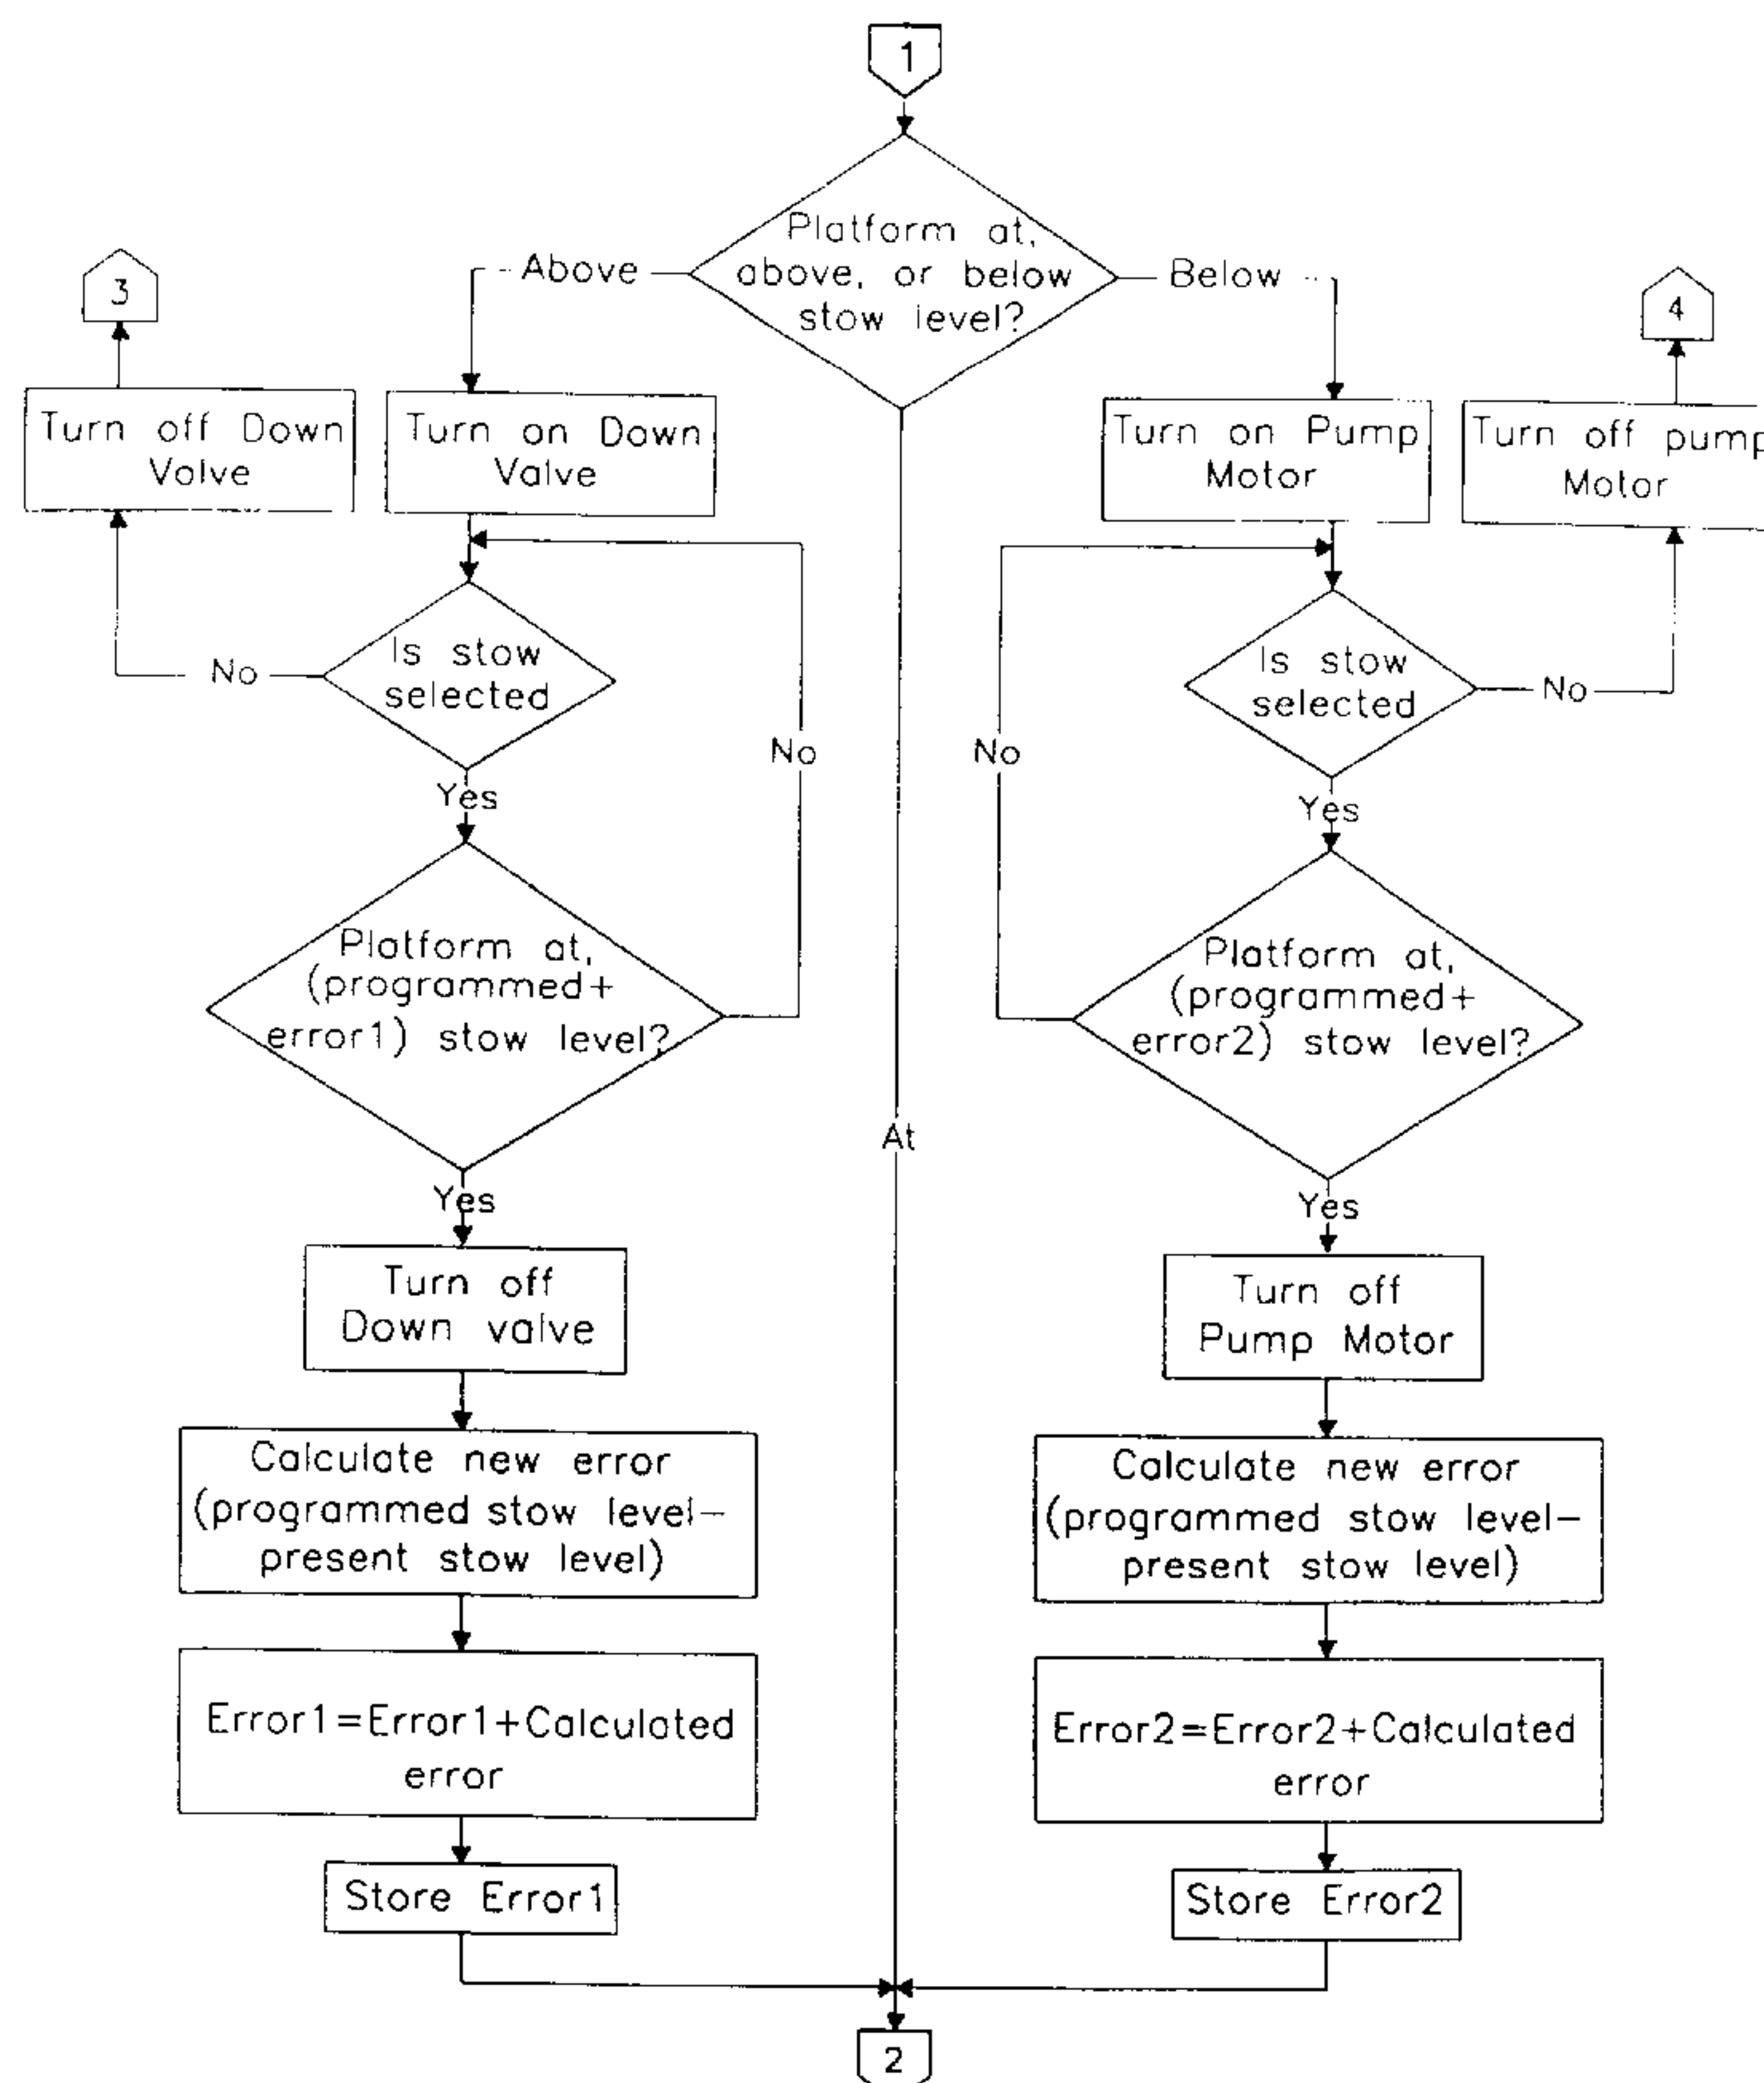 1
Platform at,
above, or below
stow level?
Above
Below
3
4
Turn off Down
Valve
Turn on Down
Valve
Turn on Pump
Motor
Turn off pump
Motor
Is stow
selected
No
Yes
No
Is stow
selected
No
Yes
No
Platform at,
(programmed+
error1) stow level?
Yes
Platform at,
(programmed+
error2) stow level?
Yes
At
Turn off
Down valve
Turn off
Pump Motor
Calculate new error
(programmed stow level-
present stow level)
Calculate new error
(programmed stow level-
present stow level)
Error1=Error1+Calculated
error
Error2=Error2+Calculated
error
Store Error1
Store Error2
2